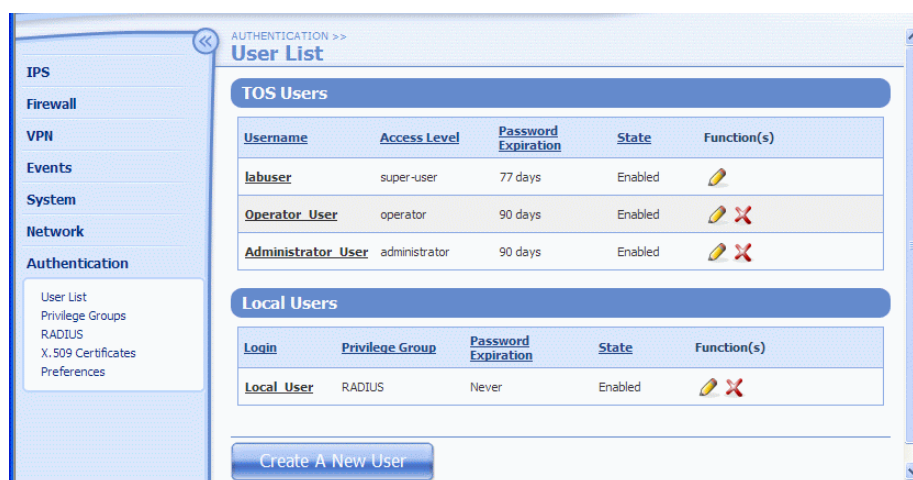 AUTHENTICATION >>
User List
IPS
Firewall
VPN
Events
System
Network
Authentication
User List
Privilege Groups
RADIUS
X.509 Certificates
Preferences
TOS Users
Username Access Level Password Expiration State Function(s)
labuser super-user 77 days Enabled
Operator_User operator 90 days Enabled
Administrator_User administrator 90 days Enabled
Local Users
Login Privilege Group Password Expiration State Function(s)
Local_User RADIUS Never Enabled
Create A New User